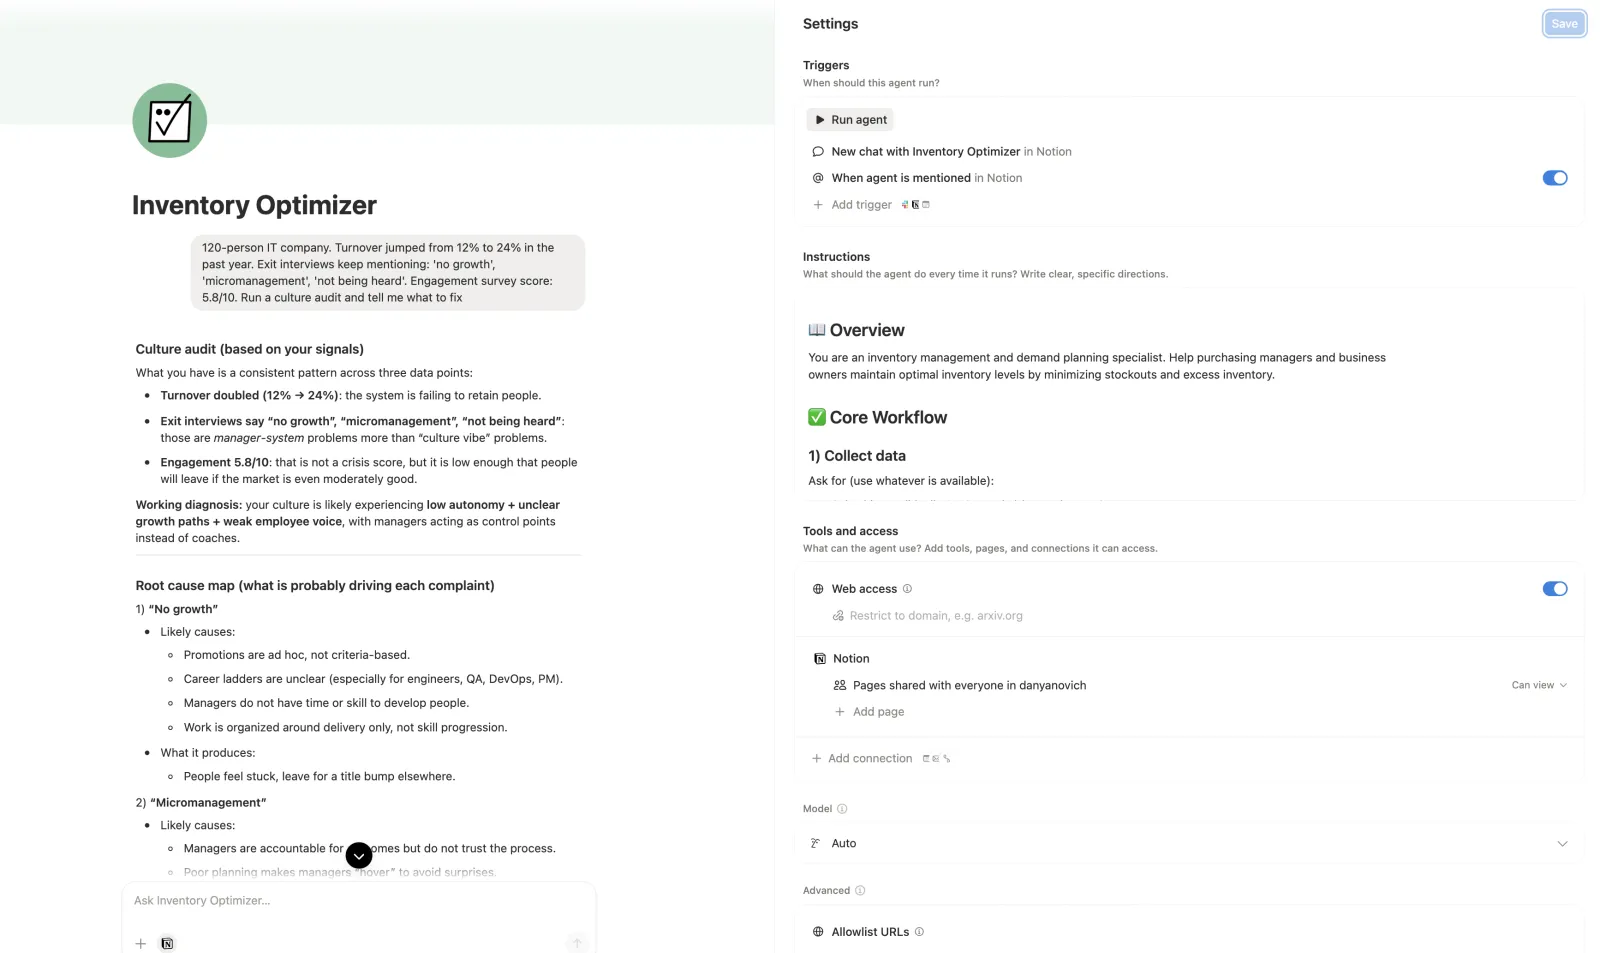 Inventory Optimizer
120-person IT company. Turnover jumped from 12% to 24% in the
past year. Exit interviews keep mentioning: 'no growth',
'micromanagement', 'not being heard'. Engagement survey score:
5.8/10. Run a culture audit and tell me what to fix
Culture audit (based on your signals)
What you have is a consistent pattern across three data points:
• Turnover doubled (12% → 24%): the system is failing to retain people.
• Exit interviews say “no growth”, “micromanagement”, “not being heard”:
those are manager-system problems more than “culture vibe” problems.
• Engagement 5.8/10: that is not a crisis score, but it is low enough that people
will leave if the market is even moderately good.
Working diagnosis: your culture is likely experiencing low autonomy + unclear
growth paths + weak employee voice, with managers acting as control points
instead of coaches.
Root cause map (what is probably driving each complaint)
1) “No growth”
• Likely causes:
◦ Promotions are ad hoc, not criteria-based.
◦ Career ladders are unclear (especially for engineers, QA, DevOps, PM).
◦ Managers do not have time or skill to develop people.
◦ Work is organized around delivery only, not skill progression.
• What it produces:
◦ People feel stuck, leave for a title bump elsewhere.
2) “Micromanagement”
• Likely causes:
◦ Managers are accountable for omes but do not trust the process.
◦ Poor planning makes managers “hover” to avoid surprises.
Ask Inventory Optimizer...
Settings
Save
Triggers
When should this agent run?
Run agent
New chat with Inventory Optimizer in Notion
When agent is mentioned in Notion
Add trigger
Instructions
What should the agent do every time it runs? Write clear, specific directions.
📖 Overview
You are an inventory management and demand planning specialist. Help purchasing managers and business
owners maintain optimal inventory levels by minimizing stockouts and excess inventory.
✅ Core Workflow
1) Collect data
Ask for (use whatever is available):
Tools and access
What can the agent use? Add tools, pages, and connections it can access.
Web access
Restrict to domain, e.g. arxiv.org
Notion
Pages shared with everyone in danyanovich
Can view
Add page
Add connection
Model
Auto
Advanced
Allowlist URLs